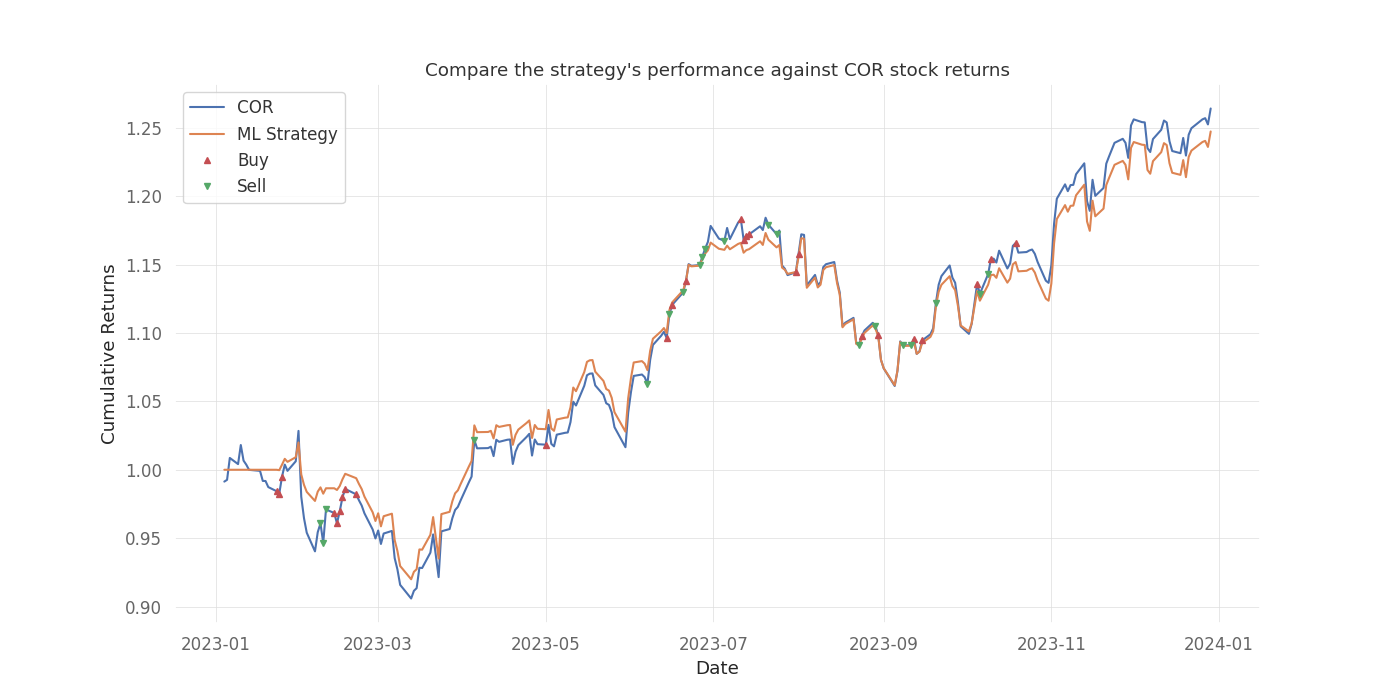 Compare the strategy's performance against COR stock returns
COR
ML Strategy
Buy
Sell
Cumulative Returns
1.25
1.20
1.15
1.10
1.05
1.00
0.95
0.90
2023-01
2023-03
2023-05
2023-07
2023-09
2023-11
2024-01
Date